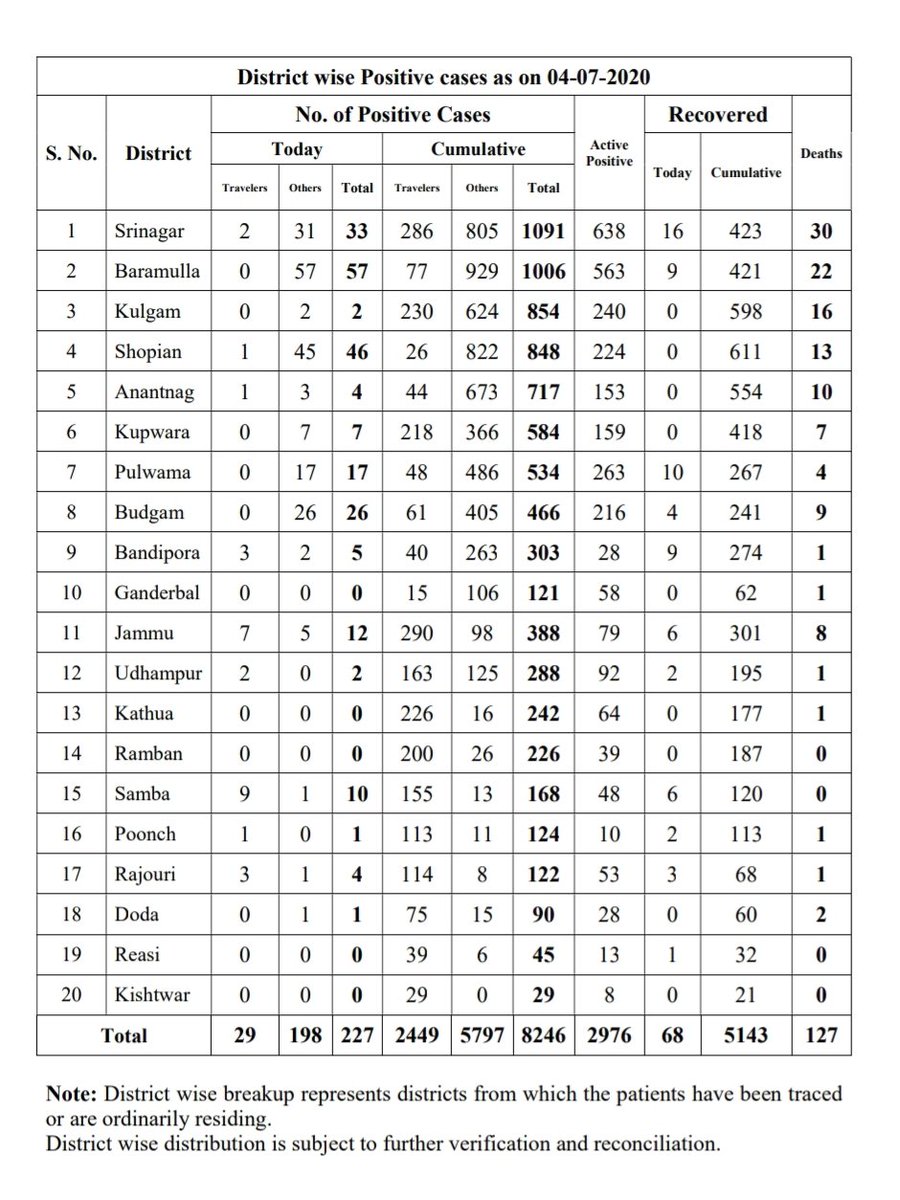 District wise Positive cases as on 04-07-2020
S. No. District No. of Positive Cases Active Positive Recovered Deaths
Today Cumulative Today Cumulative
Travelers Others Total Travelers Others Total
1 Srinagar 2 31 33 286 805 1091 638 16 423 30
2 Baramulla 0 57 57 77 929 1006 563 9 421 22
3 Kulgam 0 2 2 230 624 854 240 0 598 16
4 Shopian 1 45 46 26 822 848 224 0 611 13
5 Anantnag 1 3 4 44 673 717 153 0 554 10
6 Kupwara 0 7 7 218 366 584 159 0 418 7
7 Pulwama 0 17 17 48 486 534 263 10 267 4
8 Budgam 0 26 26 61 405 466 216 4 241 9
9 Bandipora 3 2 5 40 263 303 28 9 274 1
10 Ganderbal 0 0 0 15 106 121 58 0 62 1
11 Jammu 7 5 12 290 98 388 79 6 301 8
12 Udhampur 2 0 2 163 125 288 92 2 195 1
13 Kathua 0 0 0 226 16 242 64 0 177 1
14 Ramban 0 0 0 200 26 226 39 0 187 0
15 Samba 9 1 10 155 13 168 48 6 120 0
16 Poonch 1 0 1 113 11 124 10 2 113 1
17 Rajouri 3 1 4 114 8 122 53 3 68 1
18 Doda 0 1 1 75 15 90 28 0 60 2
19 Reasi 0 0 0 39 6 45 13 1 32 0
20 Kishtwar 0 0 0 29 0 29 8 0 21 0
Total 29 198 227 2449 5797 8246 2976 68 5143 127
Note: District wise breakup represents districts from which the patients have been traced
or are ordinarily residing.
District wise distribution is subject to further verification and reconciliation.